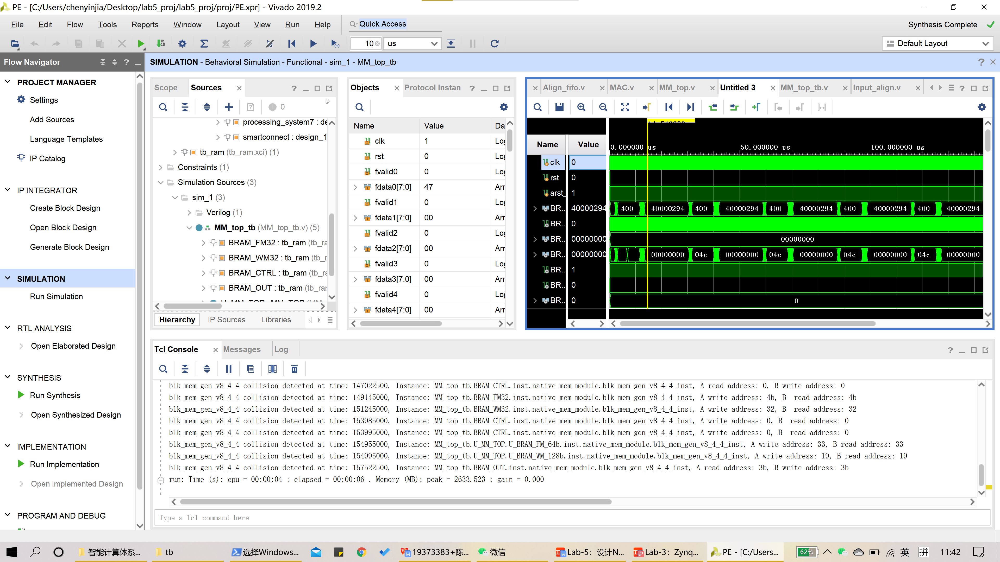 PE - [C:/Users/chenyinjia/Desktop/lab5_proj/lab5_proj/proj/PE.xpr] - Vivado 2019.2
File Edit Flow Tools Reports Window Layout View Run Help Quick Access Synthesis Complete
10 us Default Layout
Flow Navigator
SIMULATION - Behavioral Simulation - Functional - sim_1 - MM_top_tb
PROJECT MANAGER
Settings
Add Sources
Language Templates
IP Catalog
IP INTEGRATOR
Create Block Design
Open Block Design
Generate Block Design
SIMULATION
Run Simulation
RTL ANALYSIS
Open Elaborated Design
SYNTHESIS
Run Synthesis
Open Synthesized Design
IMPLEMENTATION
Run Implementation
Open Implemented Design
PROGRAM AND DEBUG
Scope Sources
0
processing_system7 : de
smartconnect : design_1
tb_ram (tb_ram.xci) (1)
Constraints (1)
Simulation Sources (3)
sim_1 (3)
Verilog (1)
MM_top_tb (MM_top_tb.v) (5)
BRAM_FM32 : tb_ram (tb_ra
BRAM_WM32 : tb_ram (tb_r
BRAM_CTRL : tb_ram (tb_ra
BRAM_OUT : tb_ram (tb_rar
Hierarchy IP Sources Libraries
Objects Protocol Instan
Name Value Da
clk 1 Log
rst 0 Log
fvalid0 0 Log
fdata0[7:0] 47 Arr
fvalid1 0 Log
fdata1[7:0] 00 Arr
fvalid2 0 Log
fdata2[7:0] 00 Arr
fvalid3 0 Log
fdata3[7:0] 00 Arr
fvalid4 0 Log
fdata4[7:0] 00 Arr
Align_fifo.v MAC.v MM_top.v Untitled 3 MM_top_tb.v Input_align.v
Name Value
0.000000 us 50.000000 us 100.000000 us
clk 0
rst 0
arst_ 1
BR.. 40000294 400 40000294 400 40000294 400 40000294 400 40000294 400 40000294
BR.. 0
BR.. 00000000 00000000
BR.. 00000000 00000000 04c 00000000 04c 00000000 04c 00000000 04c 00000000
BR.. 1
BR.. 0
BR.. 0 0
Tcl Console Messages Log
blk_mem_gen_v8_4_4 collision detected at time: 147022500, Instance: MM_top_tb.BRAM_CTRL.inst.native_mem_module.blk_mem_gen_v8_4_4_inst, A read address: 0, B write address: 0
blk_mem_gen_v8_4_4 collision detected at time: 149145000, Instance: MM_top_tb.BRAM_FM32.inst.native_mem_module.blk_mem_gen_v8_4_4_inst, A write address: 4b, B read address: 4b
blk_mem_gen_v8_4_4 collision detected at time: 151245000, Instance: MM_top_tb.BRAM_WM32.inst.native_mem_module.blk_mem_gen_v8_4_4_inst, A write address: 32, B read address: 32
blk_mem_gen_v8_4_4 collision detected at time: 153985000, Instance: MM_top_tb.BRAM_CTRL.inst.native_mem_module.blk_mem_gen_v8_4_4_inst, A write address: 0, B read address: 0
blk_mem_gen_v8_4_4 collision detected at time: 153995000, Instance: MM_top_tb.BRAM_CTRL.inst.native_mem_module.blk_mem_gen_v8_4_4_inst, A write address: 0, B read address: 0
blk_mem_gen_v8_4_4 collision detected at time: 154955000, Instance: MM_top_tb.U_MM_TOP.U_BRAM_FM_64b.inst.native_mem_module.blk_mem_gen_v8_4_4_inst, A write address: 33, B read address: 33
blk_mem_gen_v8_4_4 collision detected at time: 154995000, Instance: MM_top_tb.U_MM_TOP.U_BRAM_WM_128b.inst.native_mem_module.blk_mem_gen_v8_4_4_inst, A write address: 19, B read address: 19
blk_mem_gen_v8_4_4 collision detected at time: 157522500, Instance: MM_top_tb.BRAM_OUT.inst.native_mem_module.blk_mem_gen_v8_4_4_inst, A read address: 3b, B write address: 3b
run: Time (s): cpu = 00:00:04 ; elapsed = 00:00:06 . Memory (MB): peak = 2633.523 ; gain = 0.000
Type a Tcl command here
智能计算体系... tb 选择Windows... 19373383+陈... 微信 Lab-5：设计N... Lab-3：Zynq... PE - [C:/Users... 62% 英 拼 11:42